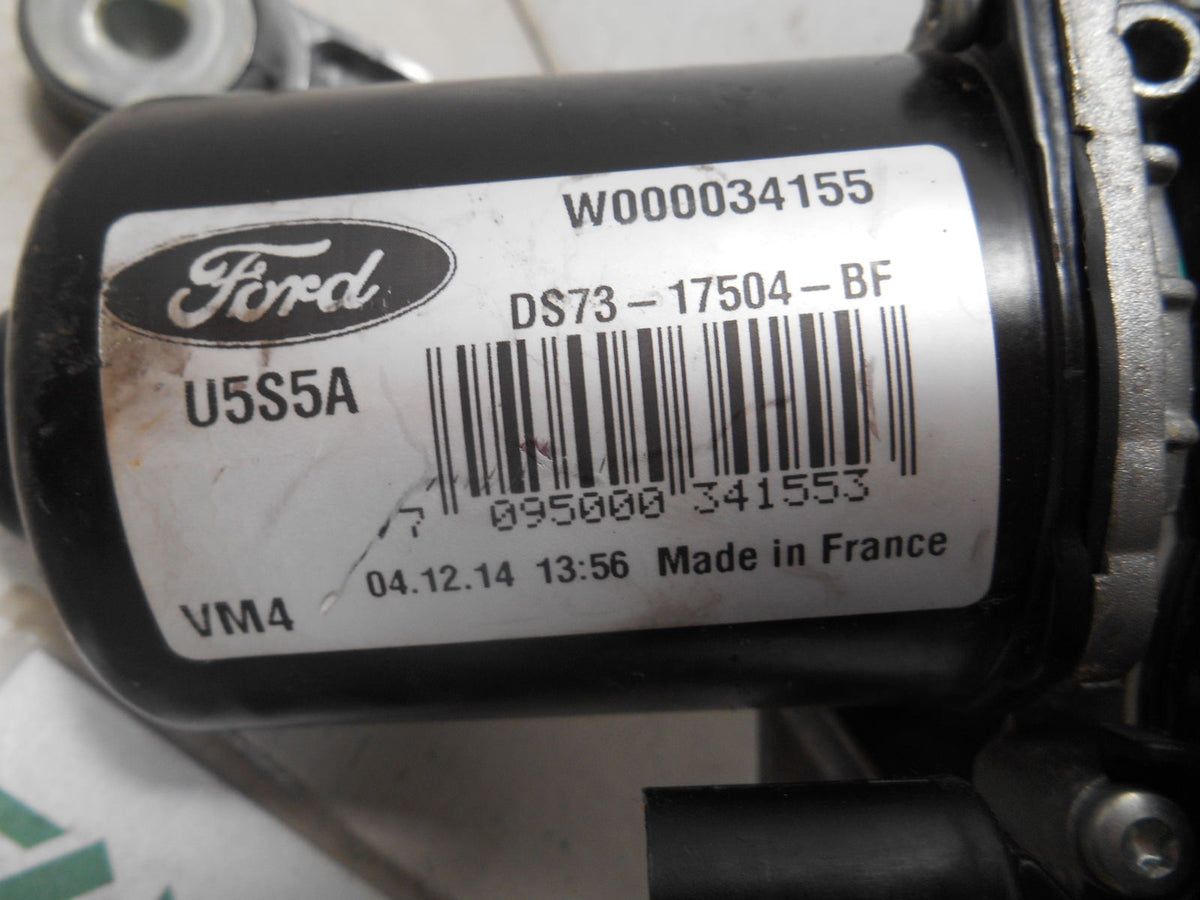 W000034155
Ford
DS73-17504-BF
U5S5A
7 095000 341553
04.12.14 13:56 Made in France
VM4